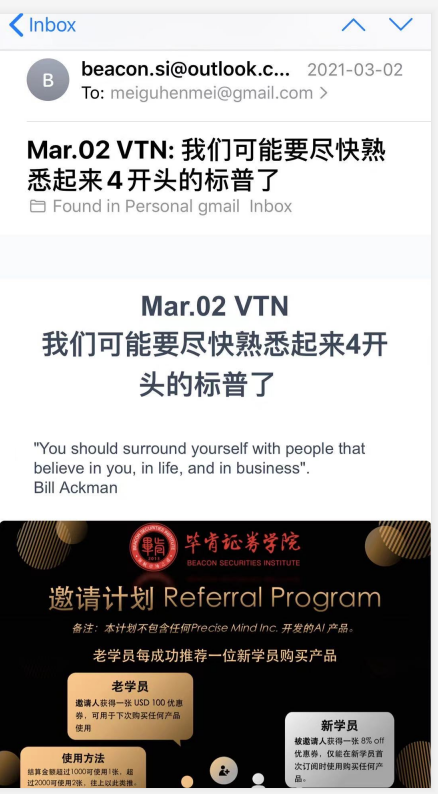 Inbox
B
beacon.si@outlook.c... 2021-03-02
To: meiguhenmei@gmail.com
Mar.02 VTN: 我们可能要尽快熟
悉起来4开头的标普了
Found in Personal gmail Inbox
Mar.02 VTN
我们可能要尽快熟悉起来4开
头的标普了
"You should surround yourself with people that
believe in you, in life, and in business".
Bill Ackman
毕肯证券学院
BEACON SECURITIES INSTITUTE
邀请计划 Referral Program
备注：本计划不包含任何Precise Mind Inc. 开发的AI产品。
老学员每成功推荐一位新学员购买产品
老学员
邀请人获得一张 USD 100 优惠
券，可用于下次购买任何产品
使用
新学员
被邀请人获得一张 8% off
优惠券，仅能在新学员首
次订阅时使用购买任何产
品。
使用方法
结算金额超过1000可使用1张，超
过2000可使用2张，往上以此类推。